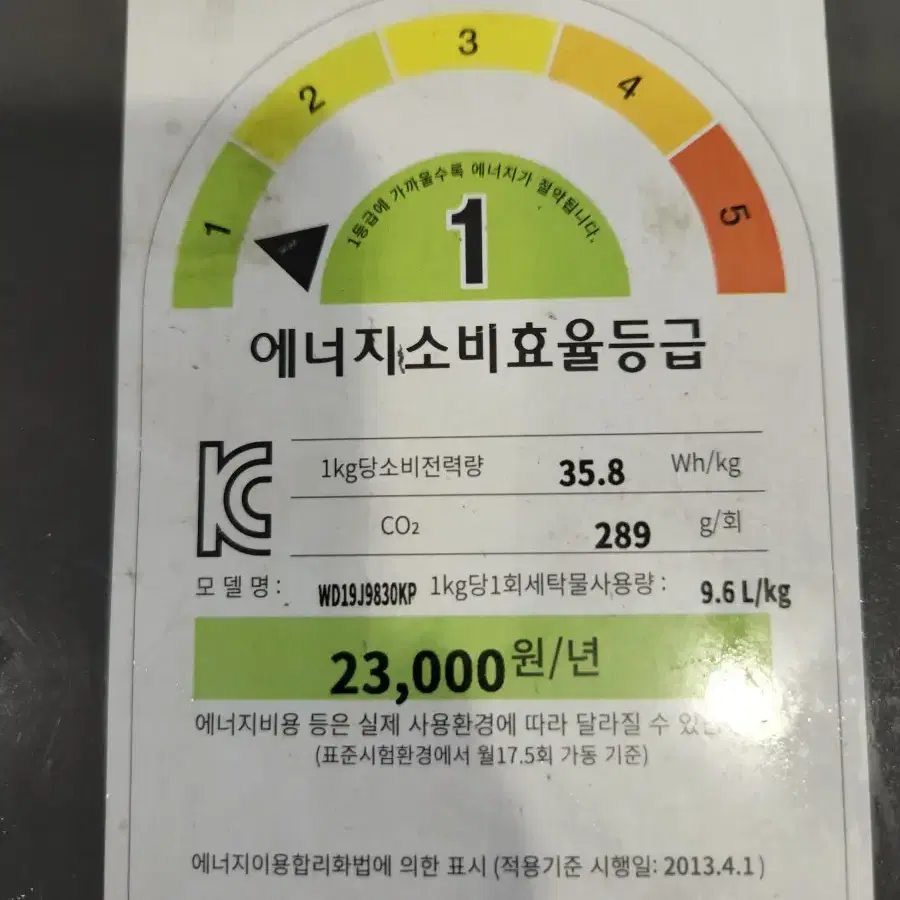 1 2 3 4 5
1등급에 가까울수록 에너지가 절약됩니다.
1
에너지소비효율등급
1kg당소비전력량 35.8 Wh/kg
CO₂ 289 g/회
모델명: WD19J9830KP 1kg당1회세탁물사용량: 9.6 L/kg
23,000원/년
에너지비용 등은 실제 사용환경에 따라 달라질 수
(표준시험환경에서 월17.5회 가동 기준)
에너지이용합리화법에 의한 표시 (적용기준 시행일: 2013.4.1)